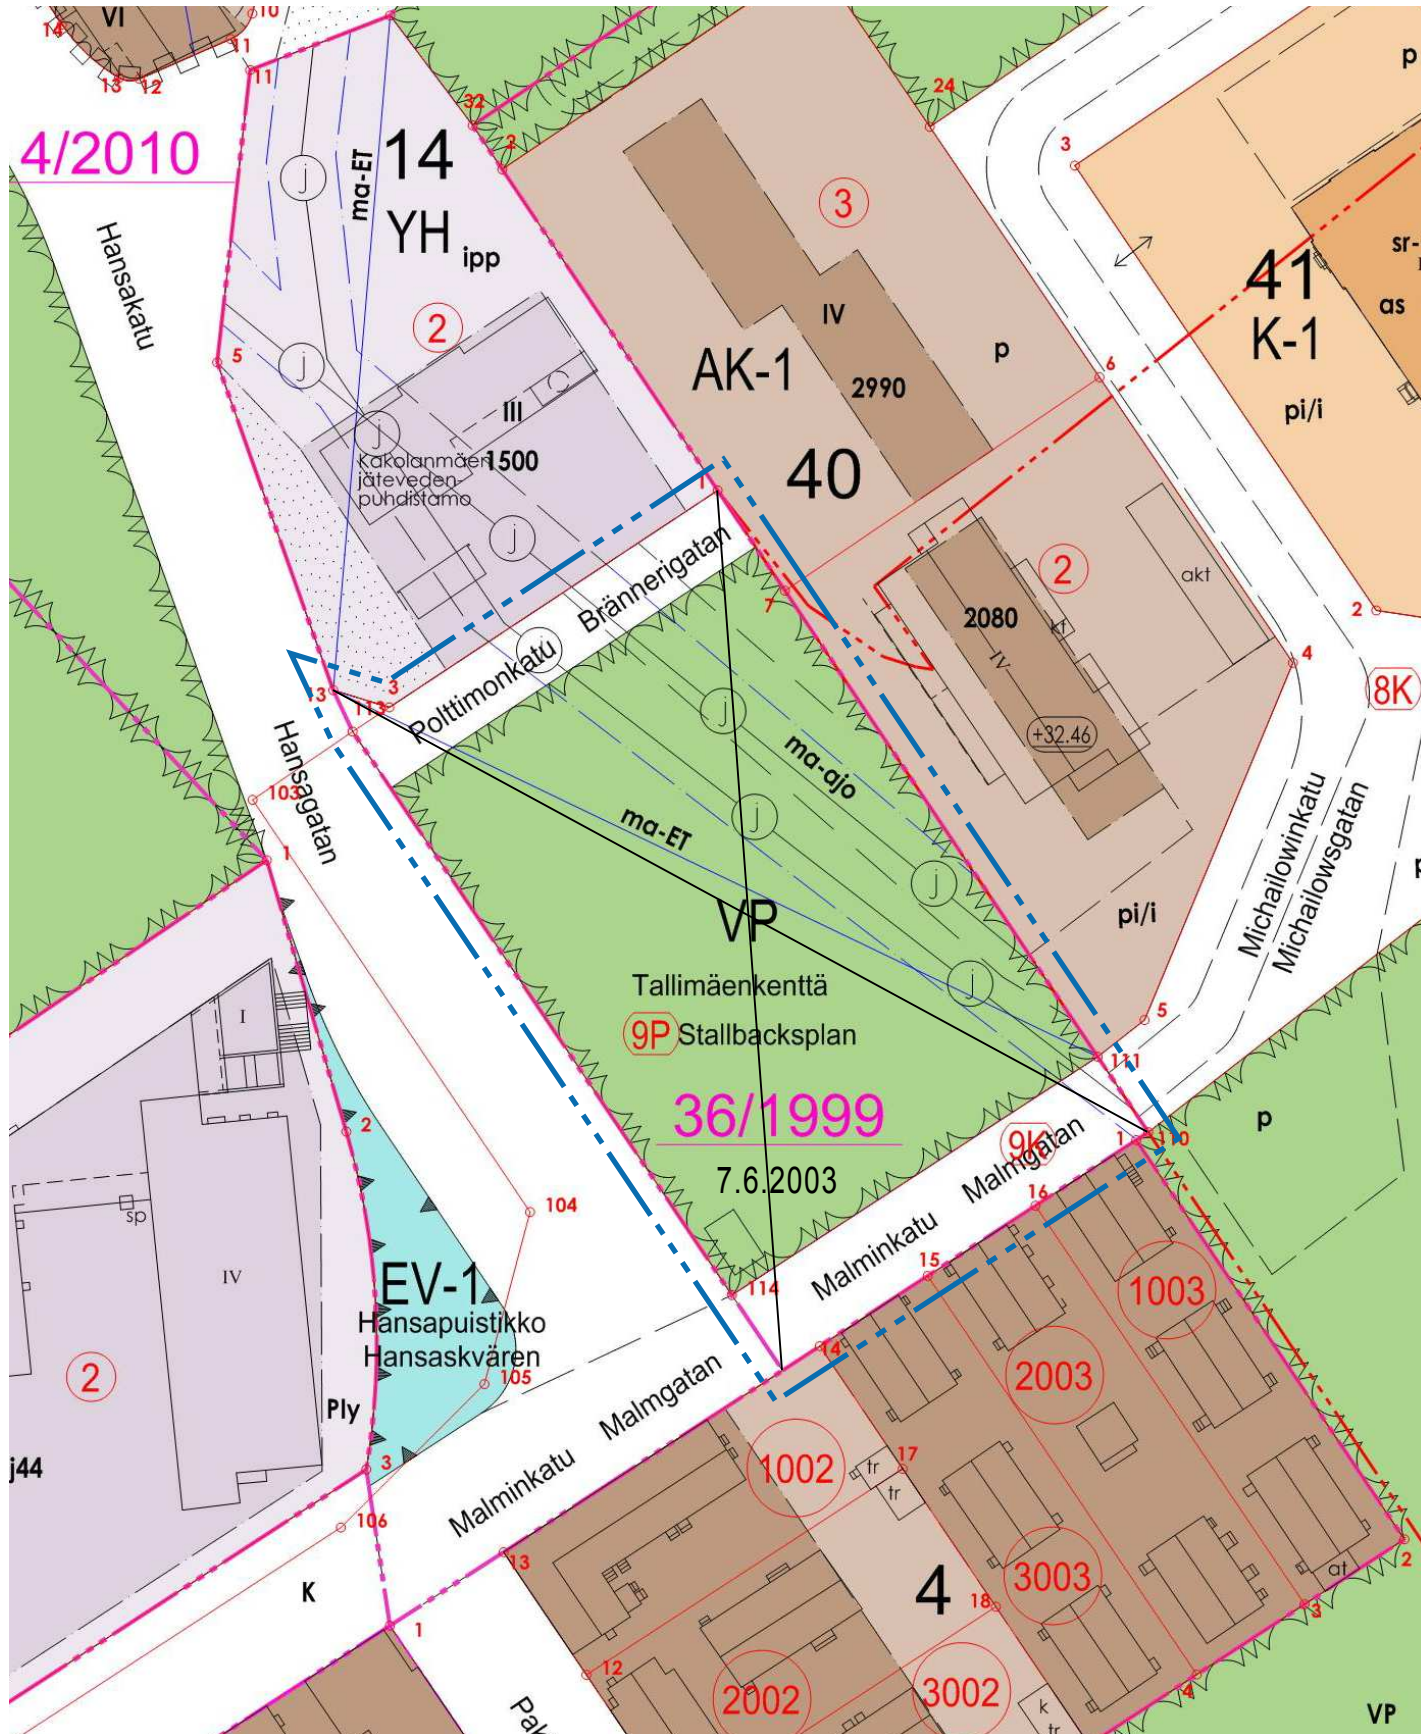 VI
10
14
11
11
13
12
4/2010
Hansakatu
ma-ET
14
YH ipp
32
2
24
3
p
3
41
K-1
sr-
as
pi/i
IV
2990
AK-1
p
40
6
2
j
j
j
j
j
5
III
1500
Kakolanmäen
jäteveden-
puhdistamo
1
7
2
2080
kt
IV
akt
+32.46
2
4
8K
Polttimonkatu
Brännerigatan
3
3
113
103
1
Hansagatan
j
ma-ajo
j
ma-ET
j
j
VP
Tallimäenkenttä
9P Stallbacksplan
36/1999
7.6.2003
pi/i
Michailowinkatu
Michailowsgatan
5
111
1
110
9K
p
Malminkatu
Malmgatan
16
15
14
114
I
sp
IV
2
2
104
EV-1
Hansapuistikko
Hansaskvären
105
Ply
j44
3
106
K
Malminkatu
Malmgatan
13
1
12
1002
tr
tr
17
2003
1003
3003
4
18
2002
3002
k
tr
at
2
3
4
VP